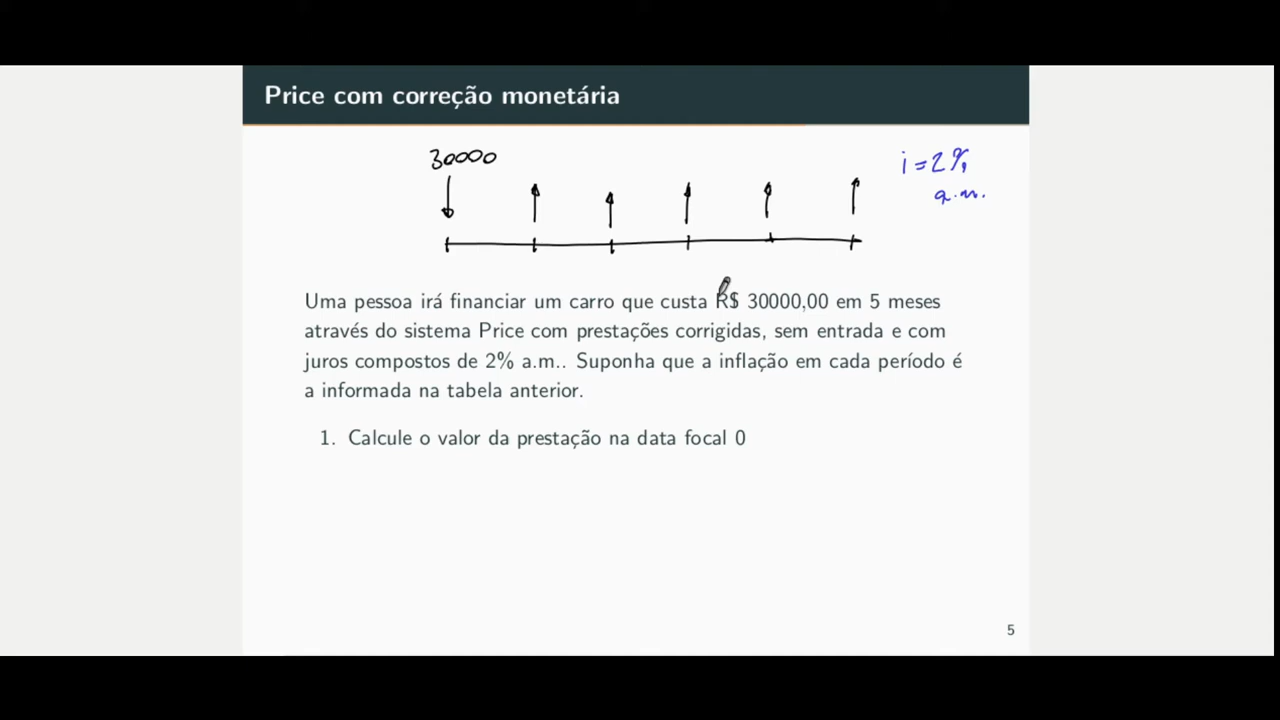 Price com correção monetária
30000
i = 2%
a.m.
Uma pessoa irá financiar um carro que custa R$ 30000,00 em 5 meses
através do sistema Price com prestações corrigidas, sem entrada e com
juros compostos de 2% a.m.. Suponha que a inflação em cada período é
a informada na tabela anterior.
1. Calcule o valor da prestação na data focal 0
5